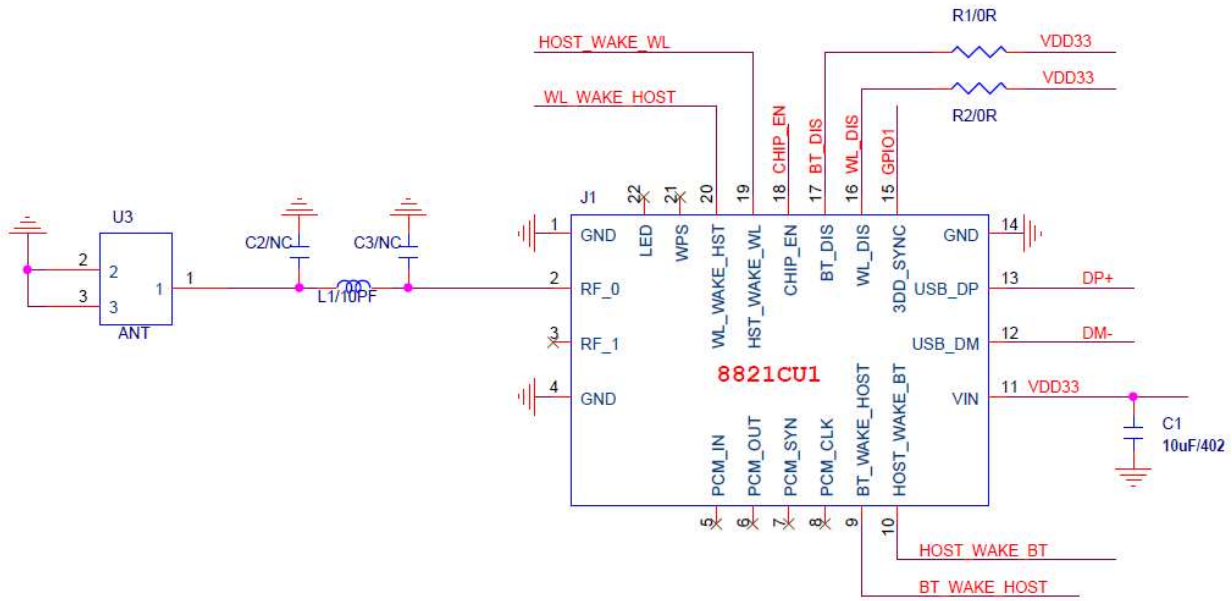 R1/0R
HOST_WAKE_WL
VDD33
VDD33
WL_WAKE_HOST
R2/0R
CHIP_EN
BT_DIS
WL_DIS
GPIO1
22
21
20
19
18
17
16
15
J1
U3
1
GND
LED
WPS
WL_WAKE_HST
HST_WAKE_WL
CHIP_EN
BT_DIS
WL_DIS
3DD_SYNC
GND
14
C2/NC
C3/NC
2
2
1
1
3
3
ANT
L1/10PF
2
RF_0
USB_DP
13
DP+
3
RF_1
USB_DM
12
DM-
8821CU1
4
GND
VIN
11
VDD33
C1
10uF/402
PCM_IN
PCM_OUT
PCM_SYN
PCM_CLK
BT_WAKE_HOST
HOST_WAKE_BT
5
6
7
8
9
10
HOST_WAKE_BT
BT_WAKE_HOST